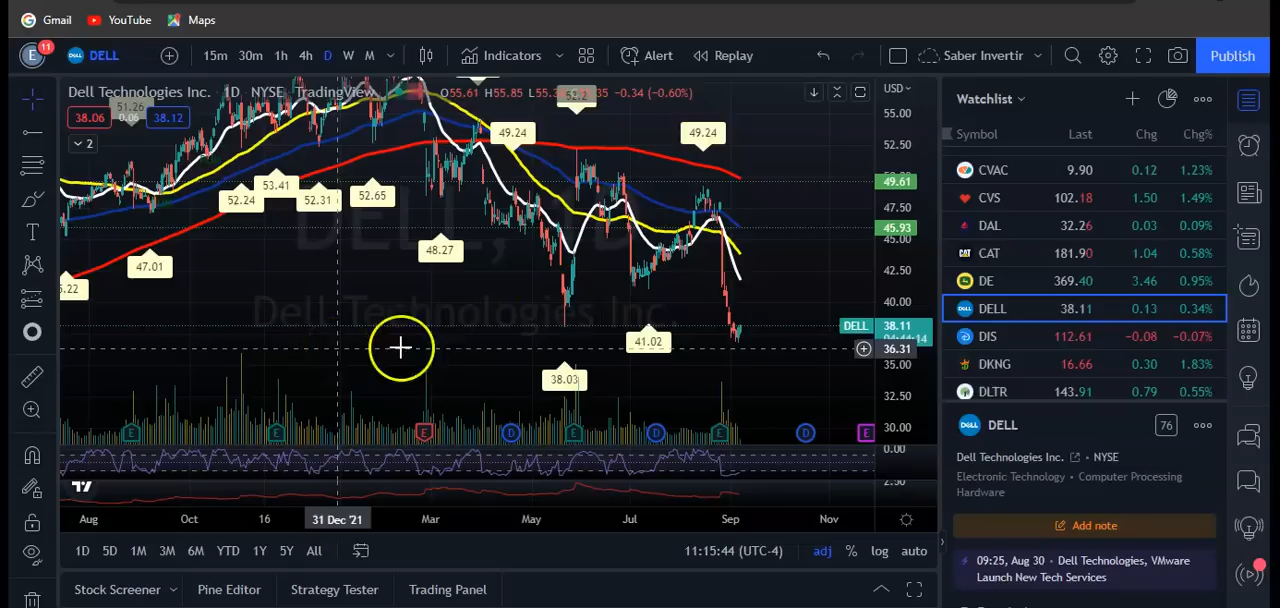 Gmail YouTube Maps
E 11 DELL 15m 30m 1h 4h D W M Indicators Alert Replay Saber Invertir Publish
Dell Technologies Inc. · 1D · NYSE · TradingView O55.61 H55.85 −0.34 (−0.60%) USD
38.06 0.06 38.12
51.26
2
49.24
49.24
53.41
52.24
52.31
52.65
48.27
47.01
41.02
38.03
DELL, 1D
Dell Technologies Inc.
55.00
52.50
49.61
47.50
45.93
45.00
42.50
40.00
DELL 38.11
04:44:14
36.31
35.00
32.50
30.00
0.00
2.50
E E E D E D E D E
Aug Oct 16 31 Dec '21 Mar May Jul Sep Nov
1D 5D 1M 3M 6M YTD 1Y 5Y All 11:15:44 (UTC-4) adj % log auto
Stock Screener Pine Editor Strategy Tester Trading Panel
Watchlist
Symbol Last Chg Chg%
CVAC 9.90 0.12 1.23%
CVS 102.18 1.50 1.49%
DAL 32.26 0.03 0.09%
CAT 181.90 1.04 0.58%
DE 369.40 3.46 0.95%
DELL 38.11 0.13 0.34%
DIS 112.61 −0.08 −0.07%
DKNG 16.66 0.30 1.83%
DLTR 143.91 0.79 0.55%
DELL 76
Dell Technologies Inc. • NYSE
Electronic Technology • Computer Processing
Hardware
Add note
09:25, Aug 30 • Dell Technologies, VMware
Launch New Tech Services